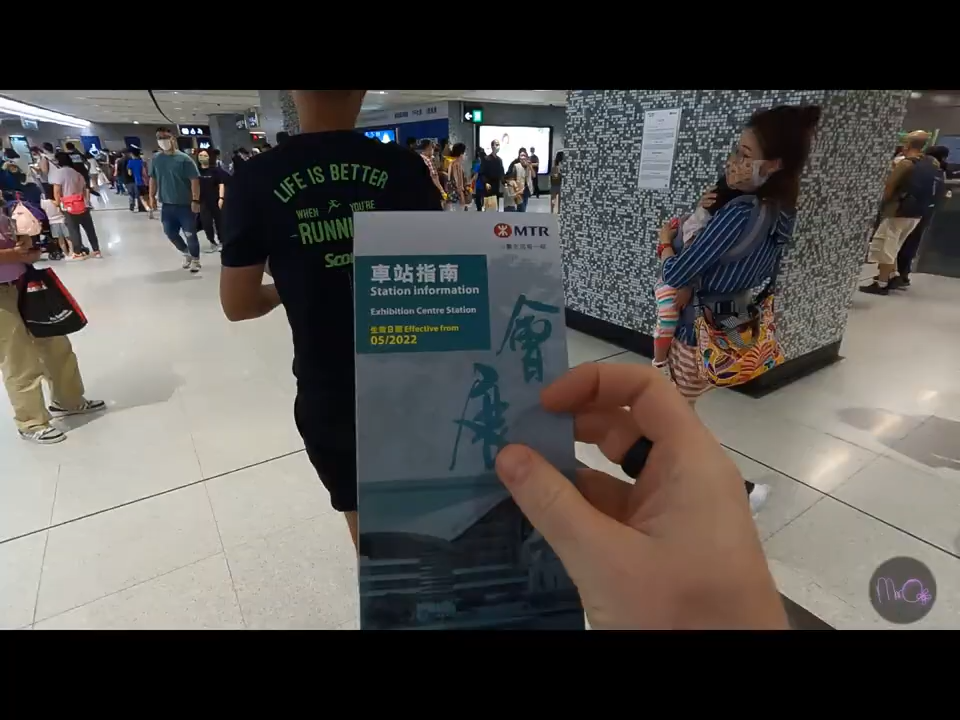 LIFE IS BETTER
WHEN YOU'RE
RUNNI
MTR
車站指南
Station information
Exhibition Centre Station
生效日期 Effective from
05/2022
會
展